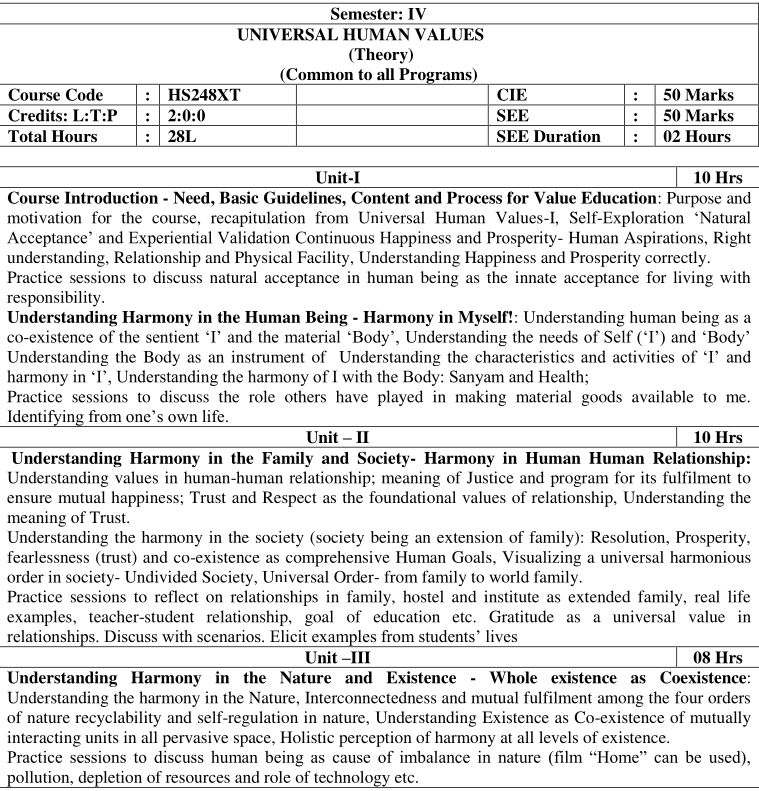 Semester: IV
UNIVERSAL HUMAN VALUES
(Theory)
(Common to all Programs)
Course Code : HS248XT CIE : 50 Marks
Credits: L:T:P : 2:0:0 SEE : 50 Marks
Total Hours : 28L SEE Duration : 02 Hours
Unit-I 10 Hrs
Course Introduction - Need, Basic Guidelines, Content and Process for Value Education: Purpose and
motivation for the course, recapitulation from Universal Human Values-I, Self-Exploration ‘Natural
Acceptance’ and Experiential Validation Continuous Happiness and Prosperity- Human Aspirations, Right
understanding, Relationship and Physical Facility, Understanding Happiness and Prosperity correctly.
Practice sessions to discuss natural acceptance in human being as the innate acceptance for living with
responsibility.
Understanding Harmony in the Human Being - Harmony in Myself!: Understanding human being as a
co-existence of the sentient ‘I’ and the material ‘Body’, Understanding the needs of Self (‘I’) and ‘Body’
Understanding the Body as an instrument of Understanding the characteristics and activities of ‘I’ and
harmony in ‘I’, Understanding the harmony of I with the Body: Sanyam and Health;
Practice sessions to discuss the role others have played in making material goods available to me.
Identifying from one’s own life.
Unit – II 10 Hrs
Understanding Harmony in the Family and Society- Harmony in Human Human Relationship:
Understanding values in human-human relationship; meaning of Justice and program for its fulfilment to
ensure mutual happiness; Trust and Respect as the foundational values of relationship, Understanding the
meaning of Trust.
Understanding the harmony in the society (society being an extension of family): Resolution, Prosperity,
fearlessness (trust) and co-existence as comprehensive Human Goals, Visualizing a universal harmonious
order in society- Undivided Society, Universal Order- from family to world family.
Practice sessions to reflect on relationships in family, hostel and institute as extended family, real life
examples, teacher-student relationship, goal of education etc. Gratitude as a universal value in
relationships. Discuss with scenarios. Elicit examples from students’ lives
Unit –III 08 Hrs
Understanding Harmony in the Nature and Existence - Whole existence as Coexistence:
Understanding the harmony in the Nature, Interconnectedness and mutual fulfilment among the four orders
of nature recyclability and self-regulation in nature, Understanding Existence as Co-existence of mutually
interacting units in all pervasive space, Holistic perception of harmony at all levels of existence.
Practice sessions to discuss human being as cause of imbalance in nature (film “Home” can be used),
pollution, depletion of resources and role of technology etc.